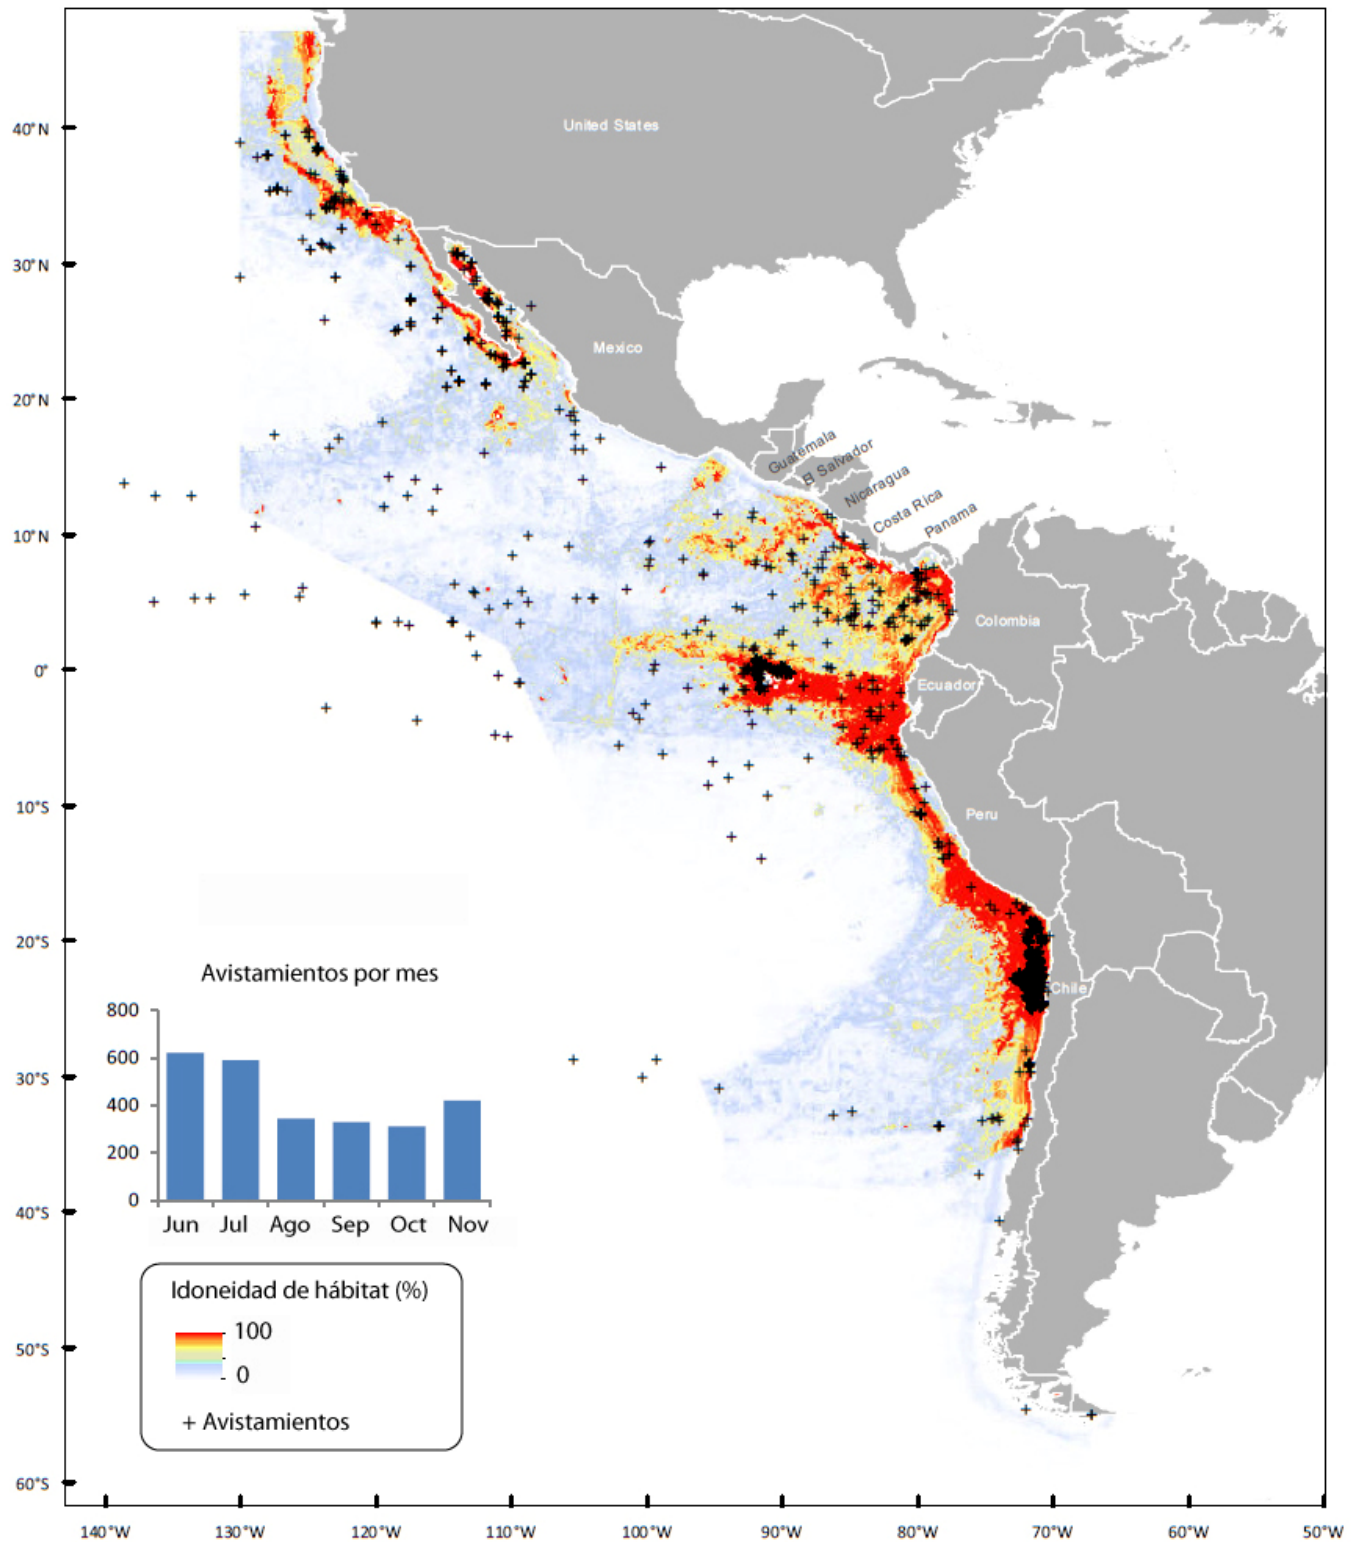 United States
40°N
30°N
Mexico
20°N
Guatemala
El Salvador
Nicaragua
Costa Rica
Panama
10°N
Colombia
0°
Ecuador
10°S
Peru
20°S
Chile
Avistamientos por mes
800
600
400
200
0
Jun Jul Ago Sep Oct Nov
30°S
40°S
Idoneidad de hábitat (%)
100
0
+ Avistamientos
50°S
60°S
140°W 130°W 120°W 110°W 100°W 90°W 80°W 70°W 60°W 50°W